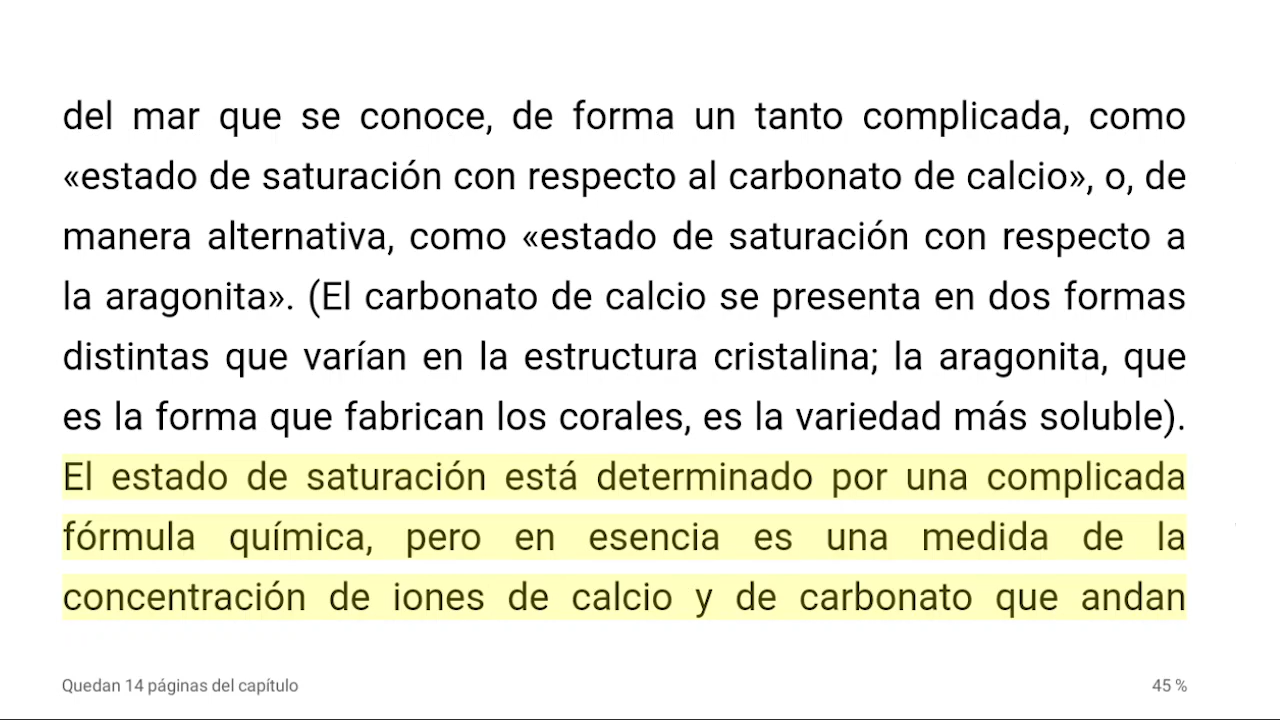 del mar que se conoce, de forma un tanto complicada, como
«estado de saturación con respecto al carbonato de calcio», o, de
manera alternativa, como «estado de saturación con respecto a
la aragonita». (El carbonato de calcio se presenta en dos formas
distintas que varían en la estructura cristalina; la aragonita, que
es la forma que fabrican los corales, es la variedad más soluble).
El estado de saturación está determinado por una complicada
fórmula química, pero en esencia es una medida de la
concentración de iones de calcio y de carbonato que andan
Quedan 14 páginas del capítulo
45 %